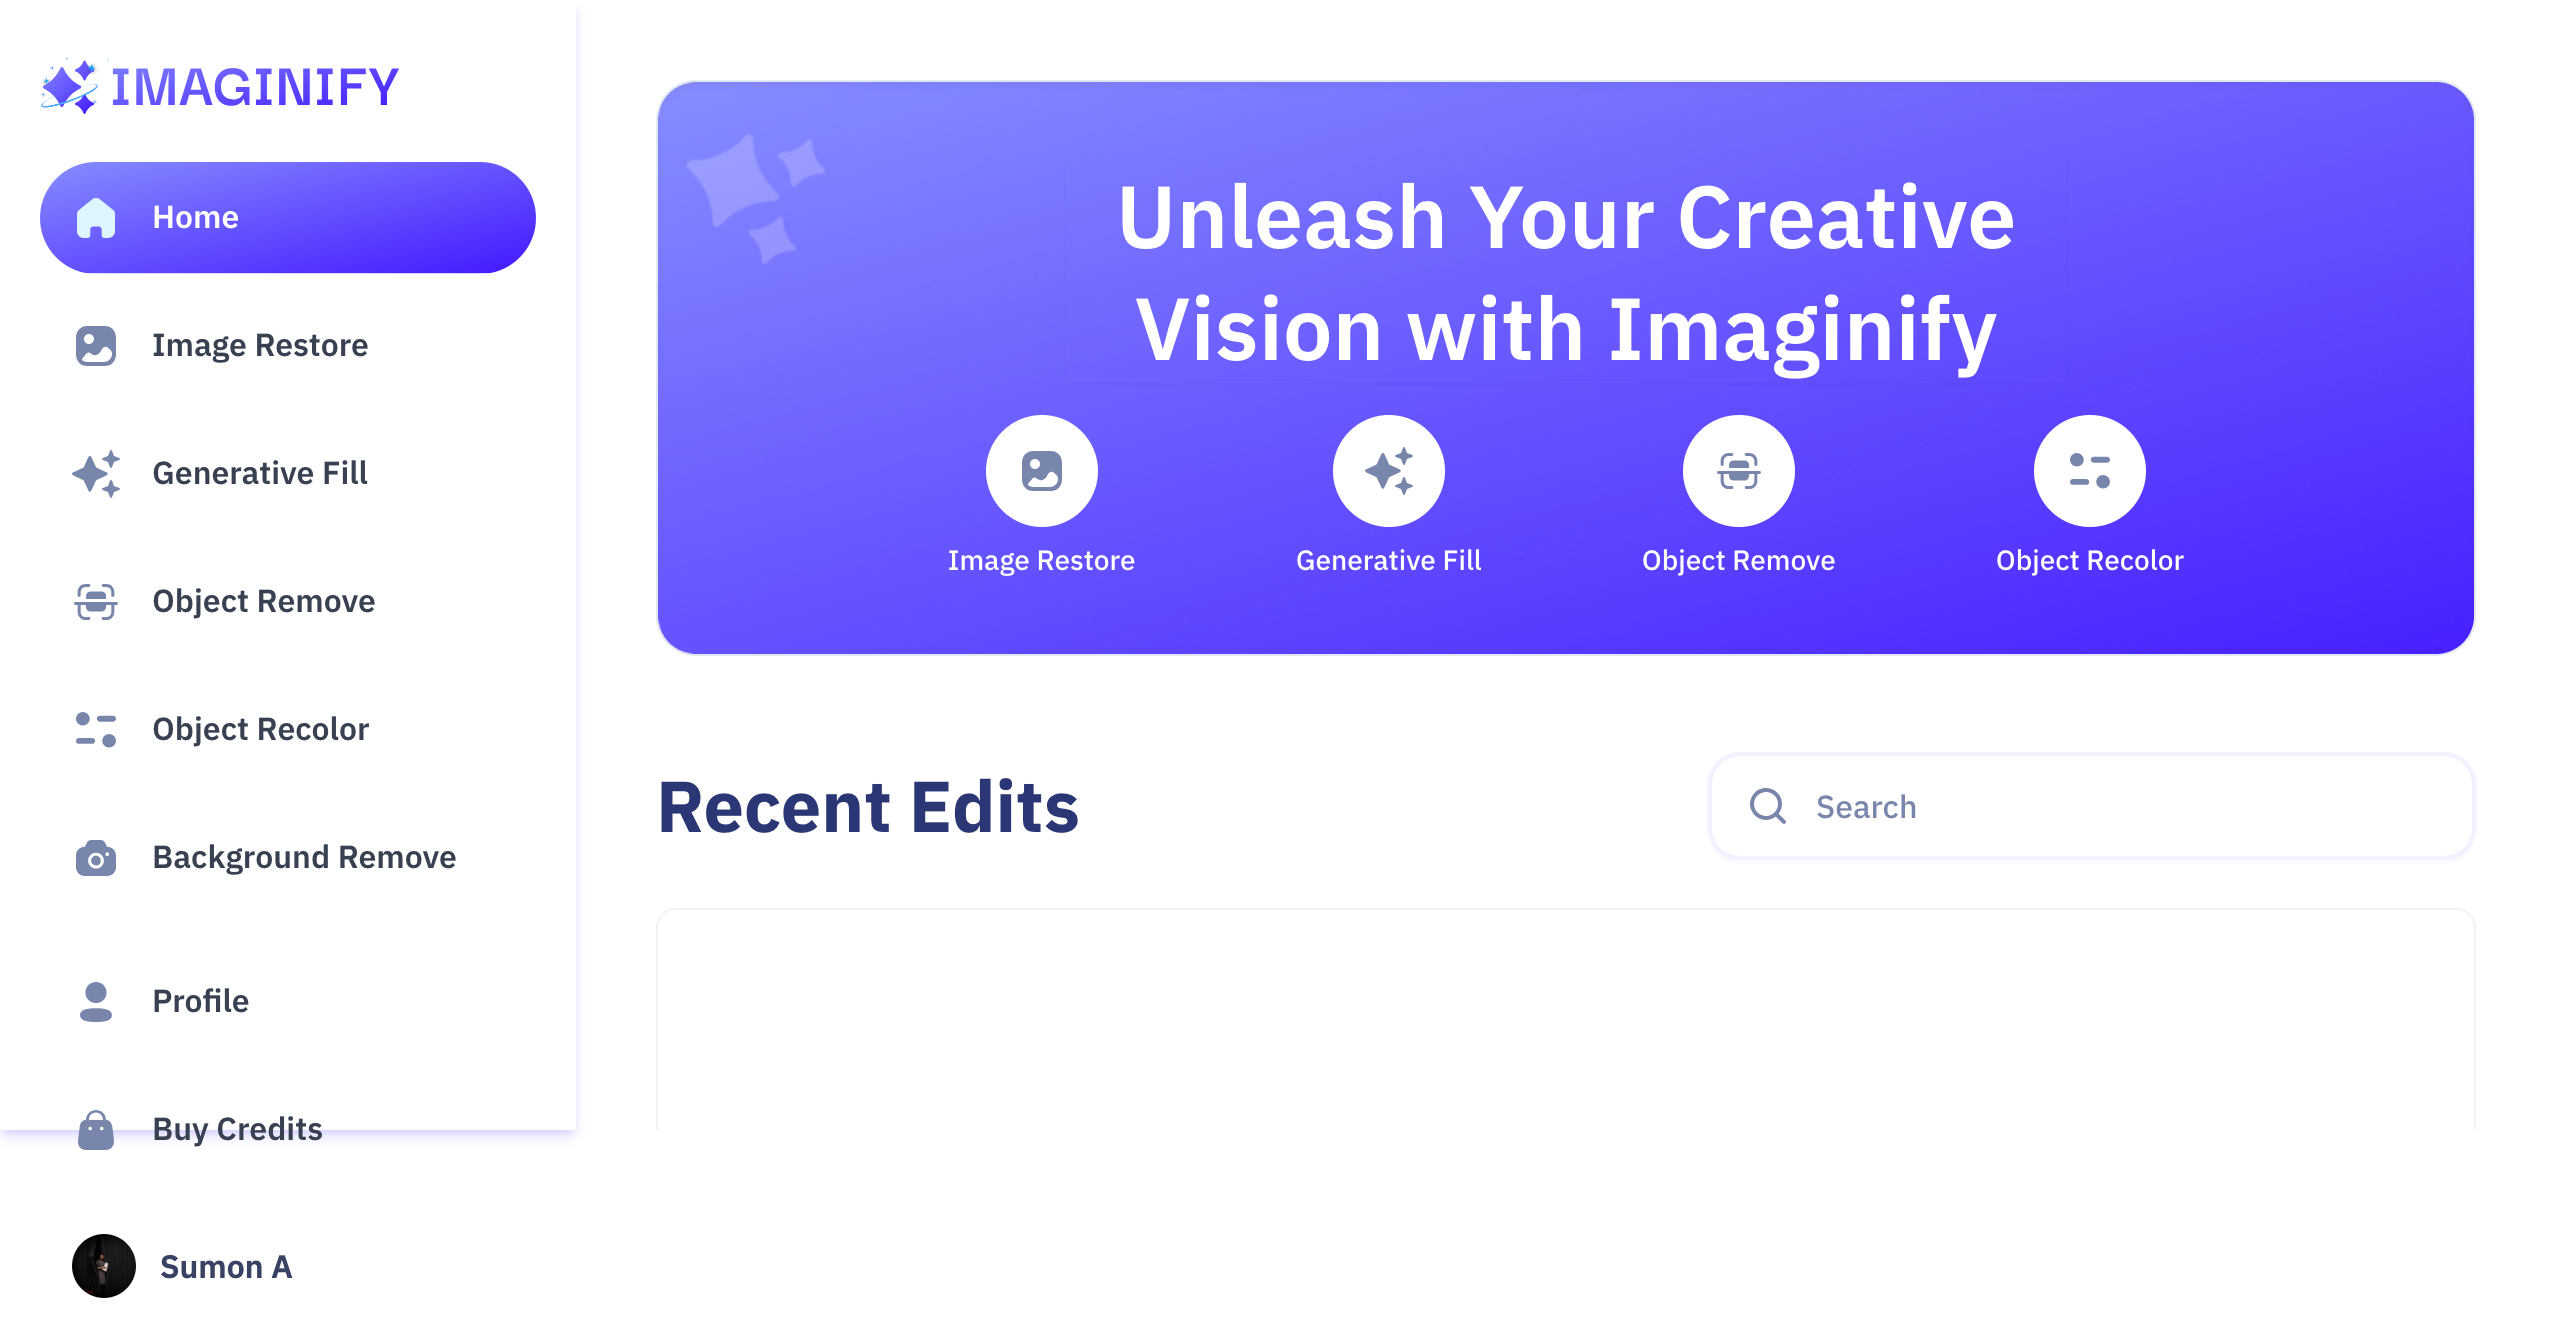 IMAGINIFY
Home
Image Restore
Generative Fill
Object Remove
Object Recolor
Background Remove
Profile
Buy Credits
Sumon A
Unleash Your Creative
Vision with Imaginify
Image Restore
Generative Fill
Object Remove
Object Recolor
Recent Edits
Search